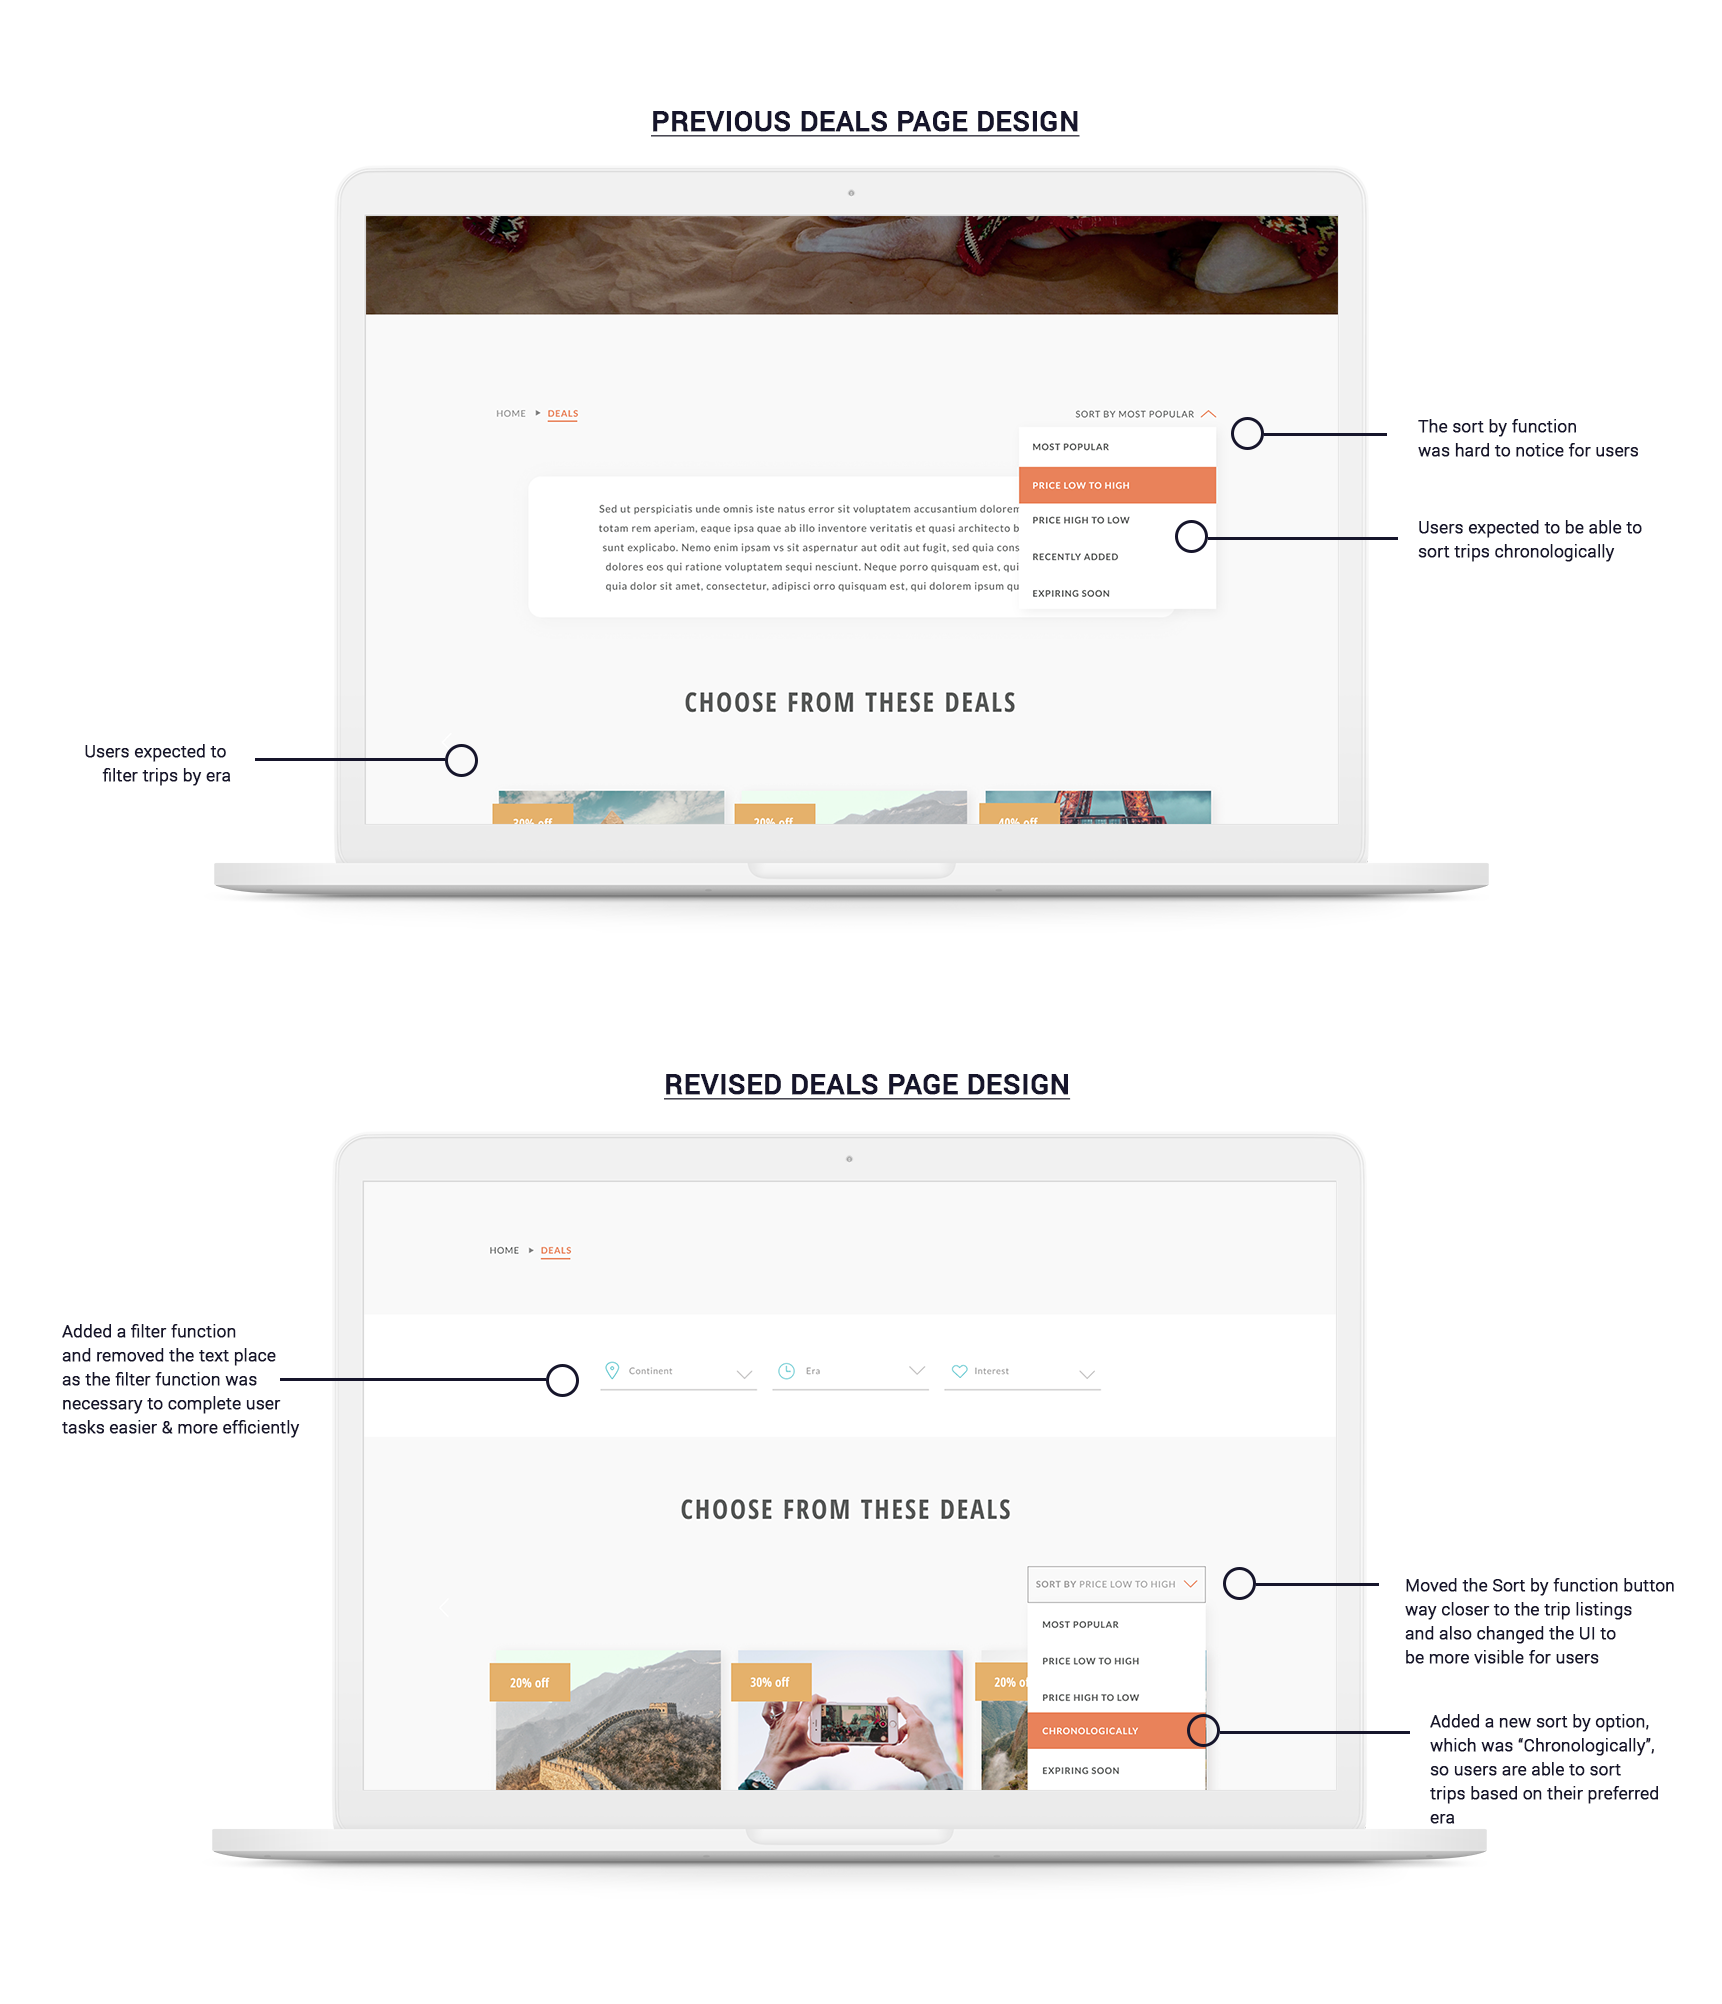 PREVIOUS DEALS PAGE DESIGN
HOME
DEALS
SORT BY MOST POPULAR
MOST POPULAR
PRICE LOW TO HIGH
PRICE HIGH TO LOW
RECENTLY ADDED
EXPIRING SOON
Sed ut perspiciatis unde omnis iste natus error sit voluptatem accusantium dolorem
totam rem aperiam, eaque ipsa quae ab illo inventore veritatis et quasi architecto b
sunt explicabo. Nemo enim ipsam vs sit aspernatur aut odit aut fugit, sed quia cons
dolores eos qui ratione voluptatem sequi nesciunt. Neque porro quisquam est, qui
quia dolor sit amet, consectetur, adipisci orro quisquam est, qui dolorem ipsum qu
The sort by function
was hard to notice for users
Users expected to be able to
sort trips chronologically
CHOOSE FROM THESE DEALS
Users expected to
filter trips by era
30% off
20% off
40% off
REVISED DEALS PAGE DESIGN
HOME
DEALS
Added a filter function
and removed the text place
as the filter function was
necessary to complete user
tasks easier & more efficiently
Continent
Era
Interest
CHOOSE FROM THESE DEALS
SORT BY PRICE LOW TO HIGH
MOST POPULAR
PRICE LOW TO HIGH
PRICE HIGH TO LOW
CHRONOLOGICALLY
EXPIRING SOON
20% off
30% off
20% of
Moved the Sort by function button
way closer to the trip listings
and also changed the UI to
be more visible for users
Added a new sort by option,
which was “Chronologically”,
so users are able to sort
trips based on their preferred
era